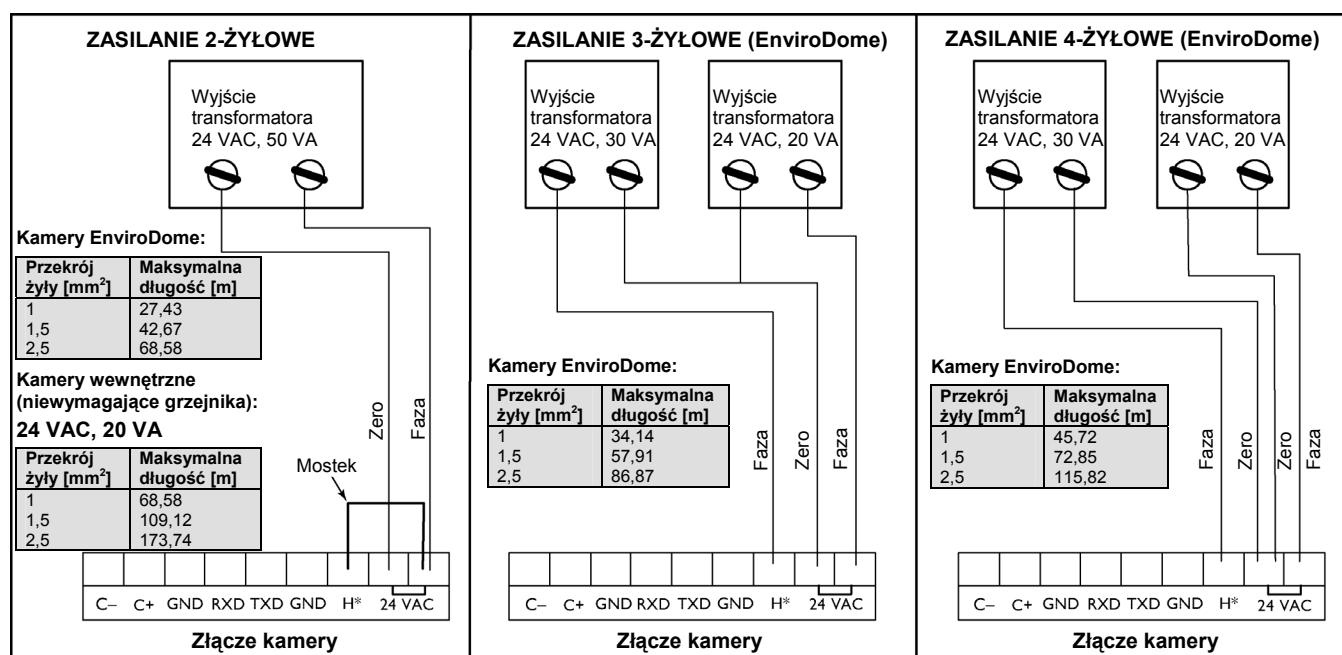 ZASILANIE 2-ŻYŁOWE
Wyjście
transformatora
24 VAC, 50 VA
Kamery EnviroDome:
Przekrój żyły [mm²] Maksymalna długość [m]
1 27,43
1,5 42,67
2,5 68,58
Kamery wewnętrzne
(niewymagające grzejnika):
24 VAC, 20 VA
Przekrój żyły [mm²] Maksymalna długość [m]
1 68,58
1,5 109,12
2,5 173,74
Mostek
Zero
Faza
C– C+ GND RXD TXD GND H* 24 VAC
Złącze kamery
ZASILANIE 3-ŻYŁOWE (EnviroDome)
Wyjście
transformatora
24 VAC, 30 VA
Wyjście
transformatora
24 VAC, 20 VA
Kamery EnviroDome:
Przekrój żyły [mm²] Maksymalna długość [m]
1 34,14
1,5 57,91
2,5 86,87
Faza
Zero
Faza
C– C+ GND RXD TXD GND H* 24 VAC
Złącze kamery
ZASILANIE 4-ŻYŁOWE (EnviroDome)
Wyjście
transformatora
24 VAC, 30 VA
Wyjście
transformatora
24 VAC, 20 VA
Kamery EnviroDome:
Przekrój żyły [mm²] Maksymalna długość [m]
1 45,72
1,5 72,85
2,5 115,82
Faza
Zero
Zero
Faza
C– C+ GND RXD TXD GND H* 24 VAC
Złącze kamery